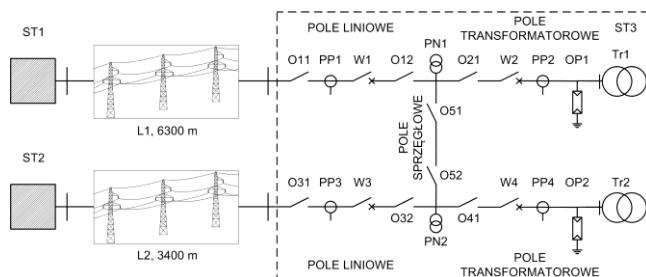 ST1
POLE LINIOWE
POLE
TRANSFORMATOROWE
ST3
PN1
Tr1
O11 PP1 W1 O12 O21 W2 PP2 OP1
L1, 6300 m
O51
POLE
SPRZĘGŁOWE
ST2
O52
O31 PP3 W3 O32 O41 W4 PP4 OP2 Tr2
PN2
L2, 3400 m
POLE LINIOWE
POLE
TRANSFORMATOROWE